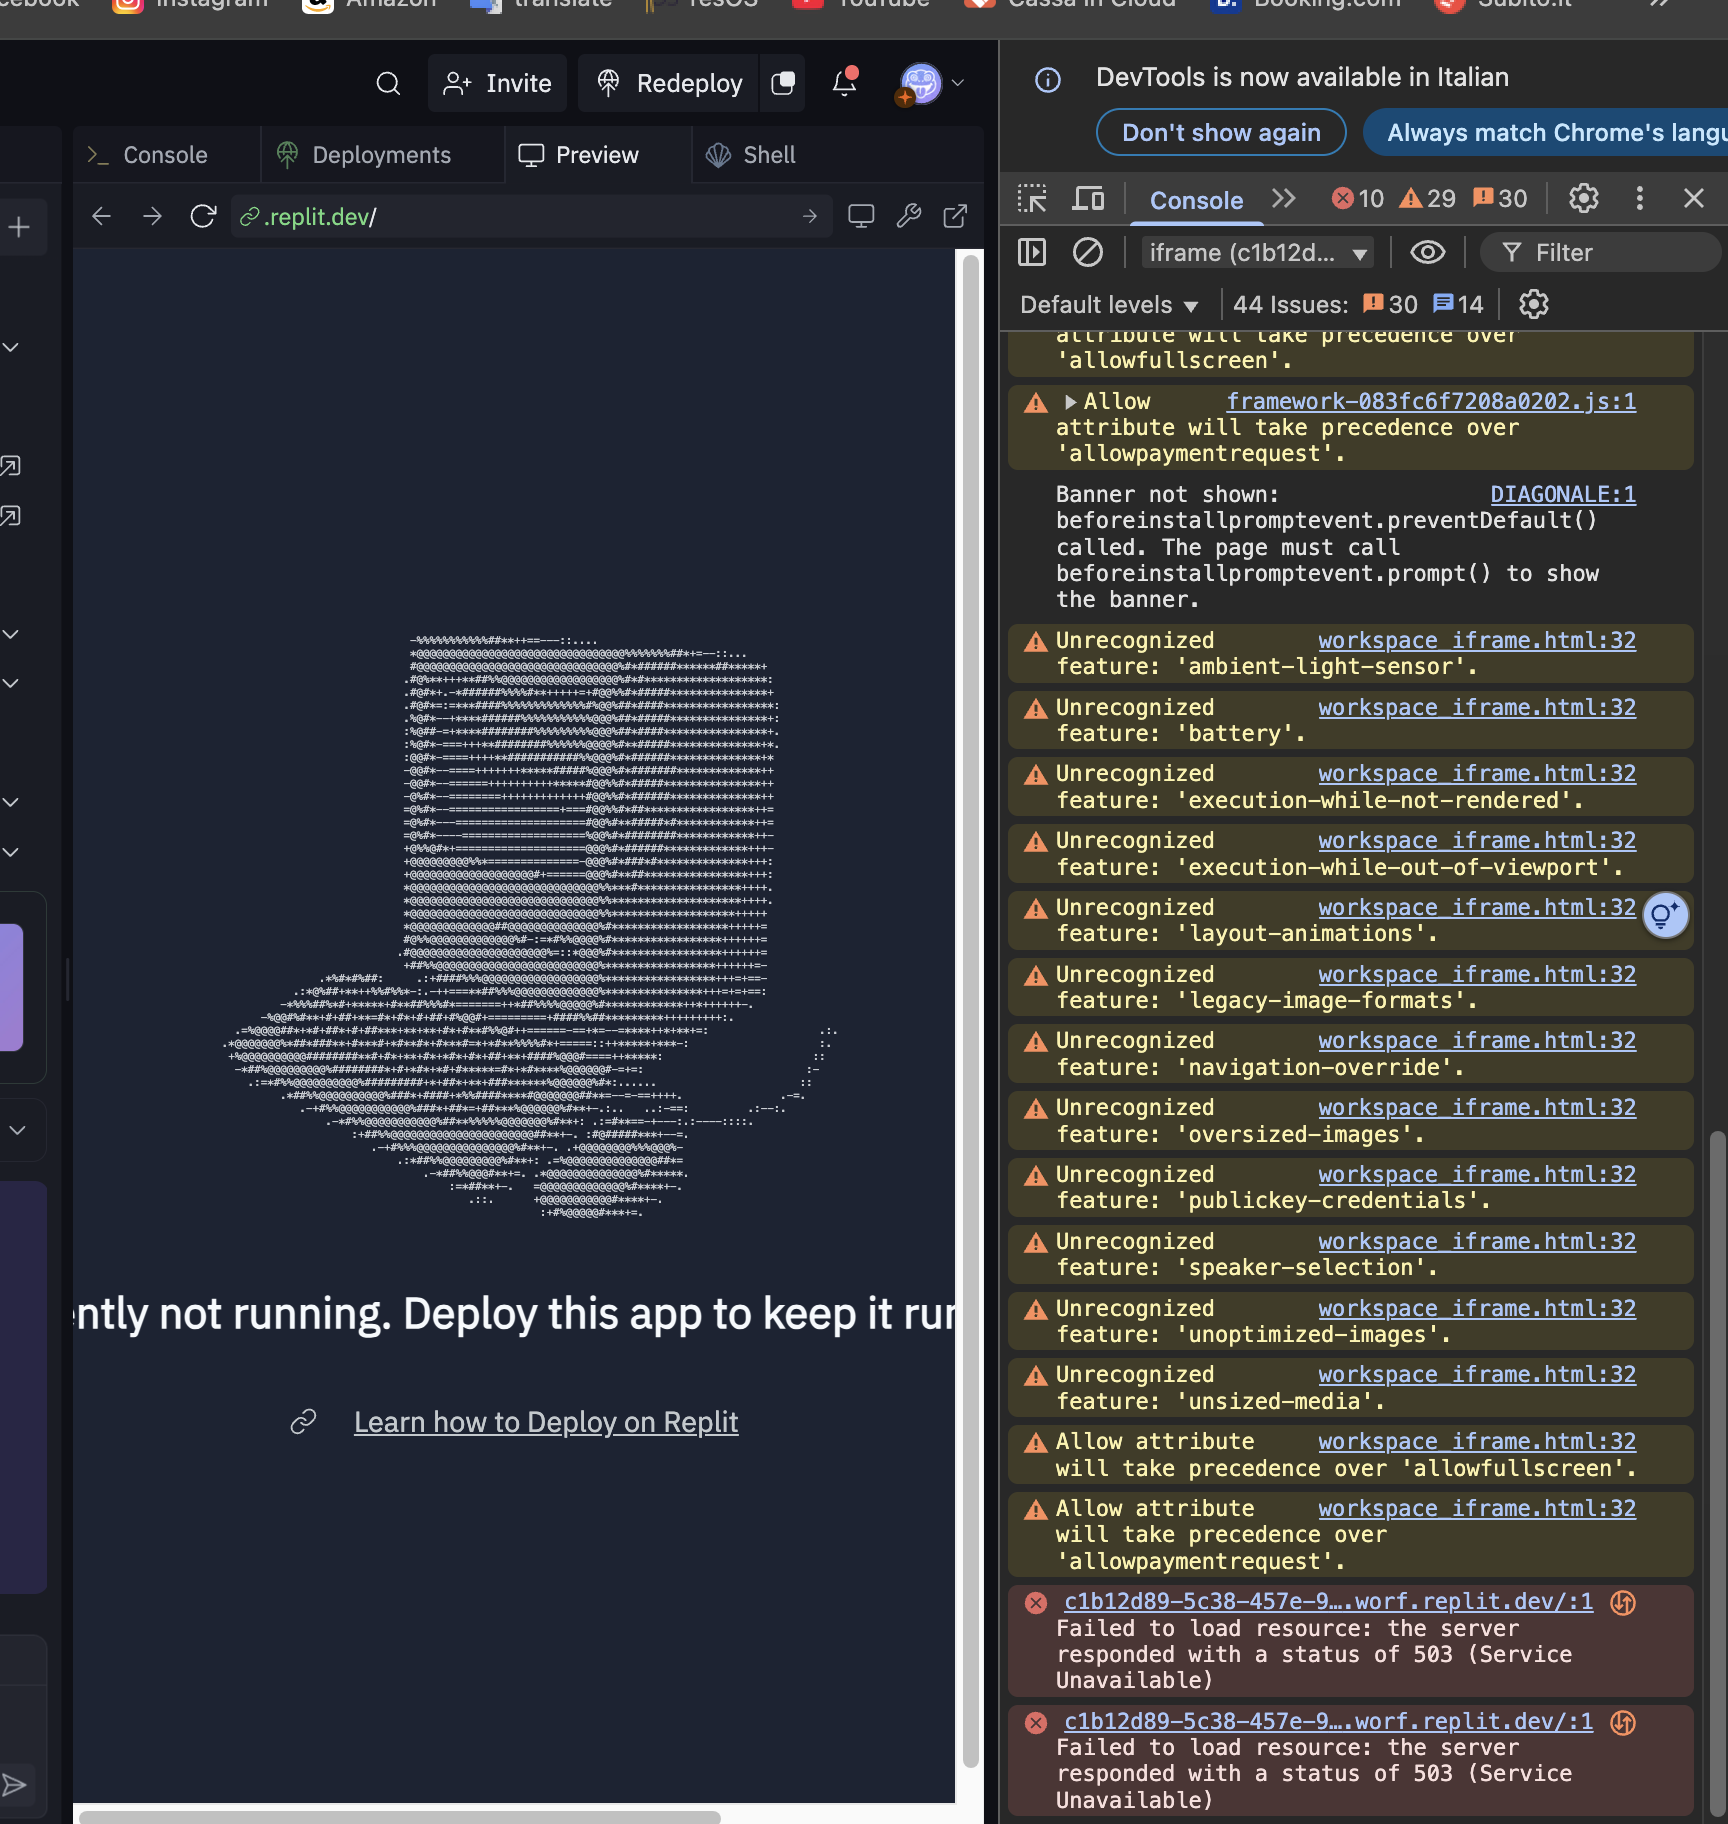 Instagram
Amazon
translate
YouTube
Cassa in Cloud
Booking.com
Subito.it
Invite
Redeploy
Console
Deployments
Preview
Shell
.replit.dev/
ently not running. Deploy this app to keep it run
Learn how to Deploy on Replit
DevTools is now available in Italian
Don't show again
Always match Chrome's langu
Console
10
29
30
iframe (c1b12d...
Filter
Default levels
44 Issues:
30
14
attribute will take precedence over
'allowfullscreen'.
Allow framework-083fc6f7208a0202.js:1
attribute will take precedence over
'allowpaymentrequest'.
Banner not shown: DIAGONALE:1
beforeinstallpromptevent.preventDefault()
called. The page must call
beforeinstallpromptevent.prompt() to show
the banner.
Unrecognized workspace_iframe.html:32
feature: 'ambient-light-sensor'.
Unrecognized workspace_iframe.html:32
feature: 'battery'.
Unrecognized workspace_iframe.html:32
feature: 'execution-while-not-rendered'.
Unrecognized workspace_iframe.html:32
feature: 'execution-while-out-of-viewport'.
Unrecognized workspace_iframe.html:32
feature: 'layout-animations'.
Unrecognized workspace_iframe.html:32
feature: 'legacy-image-formats'.
Unrecognized workspace_iframe.html:32
feature: 'navigation-override'.
Unrecognized workspace_iframe.html:32
feature: 'oversized-images'.
Unrecognized workspace_iframe.html:32
feature: 'publickey-credentials'.
Unrecognized workspace_iframe.html:32
feature: 'speaker-selection'.
Unrecognized workspace_iframe.html:32
feature: 'unoptimized-images'.
Unrecognized workspace_iframe.html:32
feature: 'unsized-media'.
Allow attribute workspace_iframe.html:32
will take precedence over 'allowfullscreen'.
Allow attribute workspace_iframe.html:32
will take precedence over
'allowpaymentrequest'.
c1b12d89-5c38-457e-9….worf.replit.dev/:1
Failed to load resource: the server
responded with a status of 503 (Service
Unavailable)
c1b12d89-5c38-457e-9….worf.replit.dev/:1
Failed to load resource: the server
responded with a status of 503 (Service
Unavailable)